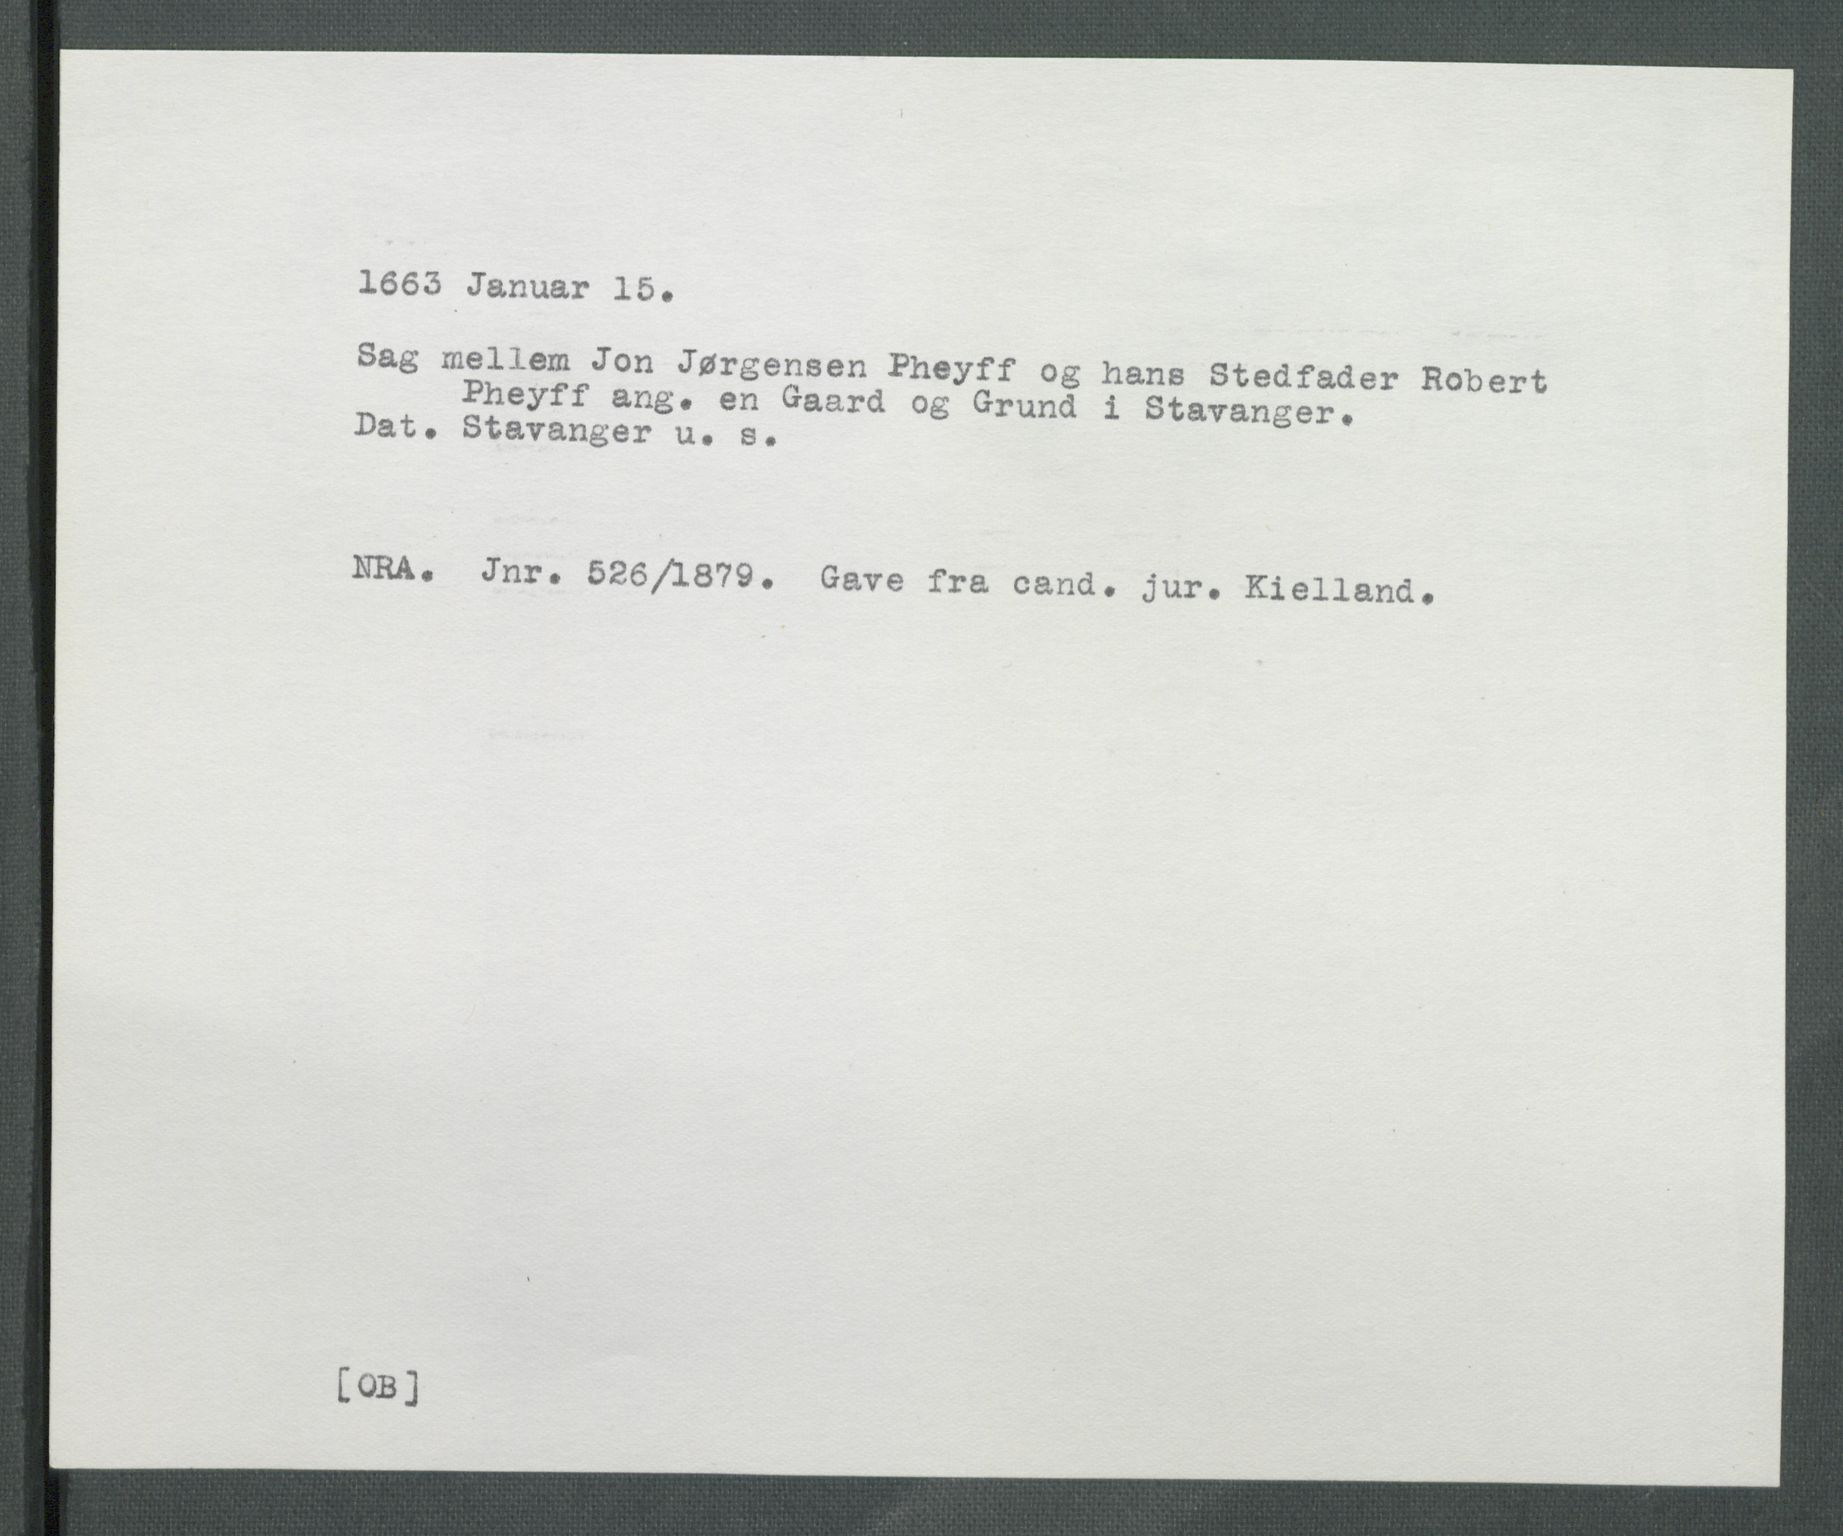 1663 Januar 15.
Sag mellem Jon Jørgensen Pheyff og hans Stedfader Robert
Pheyff ang. en Gaard og Grund i Stavanger.
Dat. Stavanger u. s.
NRA. Jnr. 526/1879. Gave fra cand. jur. Kielland.
[OB]